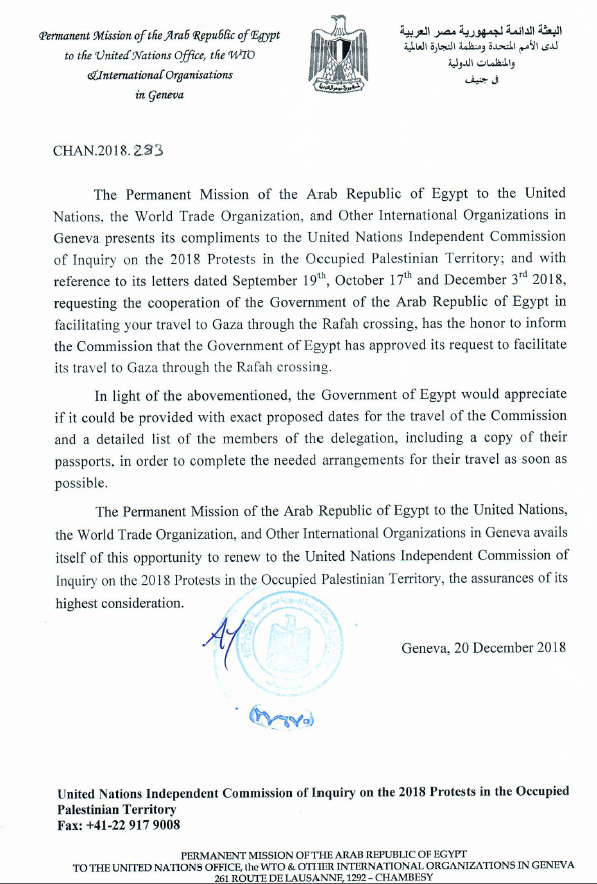 Permanent Mission of the Arab Republic of Egypt
to the United Nations Office, the WTO
&International Organisations
in Geneva
البعثة الدائمة لجمهورية مصر العربية
لدى الأمم المتحدة ومنظمة التجارة العالمية
والمنظمات الدولية
فى جنيف
CHAN.2018.283
The Permanent Mission of the Arab Republic of Egypt to the United
Nations, the World Trade Organization, and Other International Organizations in
Geneva presents its compliments to the United Nations Independent Commission
of Inquiry on the 2018 Protests in the Occupied Palestinian Territory; and with
reference to its letters dated September 19th, October 17th and December 3rd 2018,
requesting the cooperation of the Government of the Arab Republic of Egypt in
facilitating your travel to Gaza through the Rafah crossing, has the honor to inform
the Commission that the Government of Egypt has approved its request to facilitate
its travel to Gaza through the Rafah crossing.
In light of the abovementioned, the Government of Egypt would appreciate
if it could be provided with exact proposed dates for the travel of the Commission
and a detailed list of the members of the delegation, including a copy of their
passports, in order to complete the needed arrangements for their travel as soon as
possible.
The Permanent Mission of the Arab Republic of Egypt to the United Nations,
the World Trade Organization, and Other International Organizations in Geneva avails
itself of this opportunity to renew to the United Nations Independent Commission of
Inquiry on the 2018 Protests in the Occupied Palestinian Territory, the assurances of its
highest consideration.
Geneva, 20 December 2018
United Nations Independent Commission of Inquiry on the 2018 Protests in the Occupied
Palestinian Territory
Fax: +41-22 917 9008
PERMANENT MISSION OF THE ARAB REPUBLIC OF EGYPT
TO THE UNITED NATIONS OFFICE, the WTO & OTHER INTERNATIONAL ORGANIZATIONS IN GENEVA
261 ROUTE DE LAUSANNE, 1292 – CHAMBESY